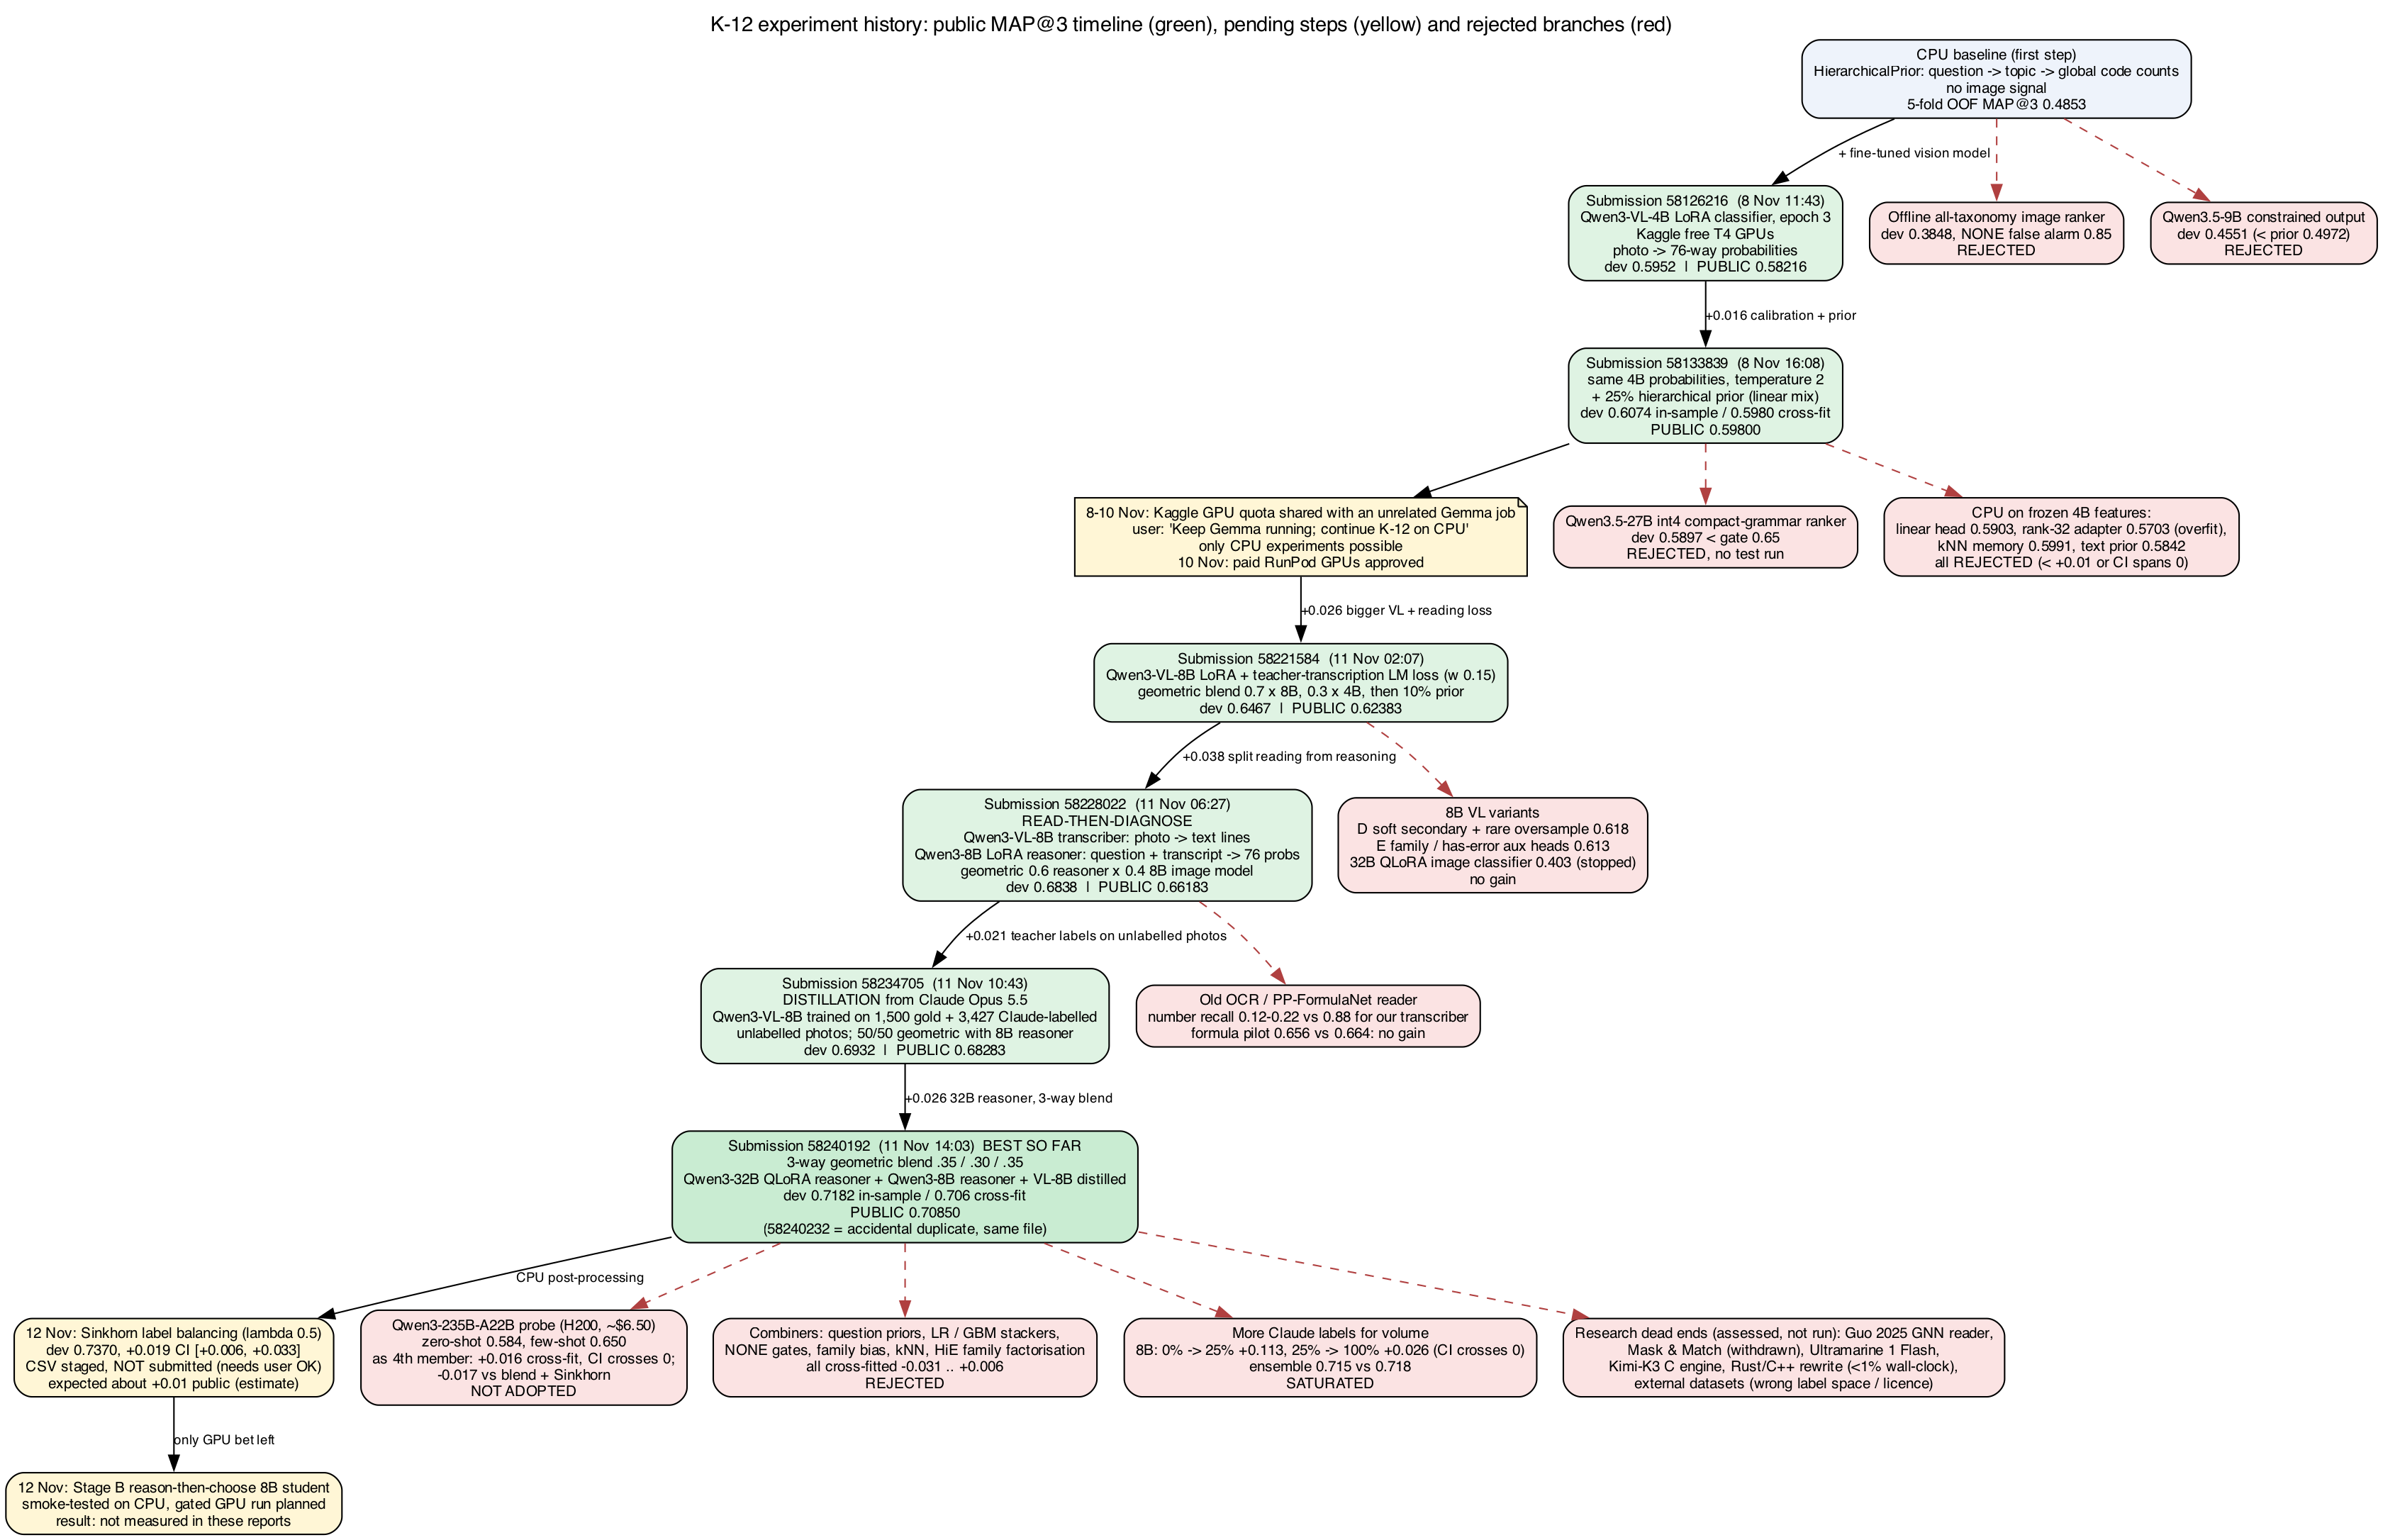 K-12 experiment history: public MAP@3 timeline (green), pending steps (yellow) and rejected branches (red)
CPU baseline (first step)
HierarchicalPrior: question -> topic -> global code counts
no image signal
5-fold OOF MAP@3 0.4853
+ fine-tuned vision model
Submission 58126216  (8 Nov 11:43)
Qwen3-VL-4B LoRA classifier, epoch 3
Kaggle free T4 GPUs
photo -> 76-way probabilities
dev 0.5952  |  PUBLIC 0.58216
Offline all-taxonomy image ranker
dev 0.3848, NONE false alarm 0.85
REJECTED
Qwen3.5-9B constrained output
dev 0.4551 (< prior 0.4972)
REJECTED
+0.016 calibration + prior
Submission 58133839  (8 Nov 16:08)
same 4B probabilities, temperature 2
+ 25% hierarchical prior (linear mix)
dev 0.6074 in-sample / 0.5980 cross-fit
PUBLIC 0.59800
8-10 Nov: Kaggle GPU quota shared with an unrelated Gemma job
user: 'Keep Gemma running; continue K-12 on CPU'
only CPU experiments possible
10 Nov: paid RunPod GPUs approved
Qwen3.5-27B int4 compact-grammar ranker
dev 0.5897 < gate 0.65
REJECTED, no test run
CPU on frozen 4B features:
linear head 0.5903, rank-32 adapter 0.5703 (overfit),
kNN memory 0.5991, text prior 0.5842
all REJECTED (< +0.01 or CI spans 0)
+0.026 bigger VL + reading loss
Submission 58221584  (11 Nov 02:07)
Qwen3-VL-8B LoRA + teacher-transcription LM loss (w 0.15)
geometric blend 0.7 x 8B, 0.3 x 4B, then 10% prior
dev 0.6467  |  PUBLIC 0.62383
+0.038 split reading from reasoning
Submission 58228022  (11 Nov 06:27)
READ-THEN-DIAGNOSE
Qwen3-VL-8B transcriber: photo -> text lines
Qwen3-8B LoRA reasoner: question + transcript -> 76 probs
geometric 0.6 reasoner x 0.4 8B image model
dev 0.6838  |  PUBLIC 0.66183
8B VL variants
D soft secondary + rare oversample 0.618
E family / has-error aux heads 0.613
32B QLoRA image classifier 0.403 (stopped)
no gain
+0.021 teacher labels on unlabelled photos
Submission 58234705  (11 Nov 10:43)
DISTILLATION from Claude Opus 5.5
Qwen3-VL-8B trained on 1,500 gold + 3,427 Claude-labelled
unlabelled photos; 50/50 geometric with 8B reasoner
dev 0.6932  |  PUBLIC 0.68283
Old OCR / PP-FormulaNet reader
number recall 0.12-0.22 vs 0.88 for our transcriber
formula pilot 0.656 vs 0.664: no gain
+0.026 32B reasoner, 3-way blend
Submission 58240192  (11 Nov 14:03)  BEST SO FAR
3-way geometric blend .35 / .30 / .35
Qwen3-32B QLoRA reasoner + Qwen3-8B reasoner + VL-8B distilled
dev 0.7182 in-sample / 0.706 cross-fit
PUBLIC 0.70850
(58240232 = accidental duplicate, same file)
CPU post-processing
12 Nov: Sinkhorn label balancing (lambda 0.5)
dev 0.7370, +0.019 CI [+0.006, +0.033]
CSV staged, NOT submitted (needs user OK)
expected about +0.01 public (estimate)
Qwen3-235B-A22B probe (H200, ~$6.50)
zero-shot 0.584, few-shot 0.650
as 4th member: +0.016 cross-fit, CI crosses 0;
-0.017 vs blend + Sinkhorn
NOT ADOPTED
Combiners: question priors, LR / GBM stackers,
NONE gates, family bias, kNN, HiE family factorisation
all cross-fitted -0.031 .. +0.006
REJECTED
More Claude labels for volume
8B: 0% -> 25% +0.113, 25% -> 100% +0.026 (CI crosses 0)
ensemble 0.715 vs 0.718
SATURATED
Research dead ends (assessed, not run): Guo 2025 GNN reader,
Mask & Match (withdrawn), Ultramarine 1 Flash,
Kimi-K3 C engine, Rust/C++ rewrite (<1% wall-clock),
external datasets (wrong label space / licence)
only GPU bet left
12 Nov: Stage B reason-then-choose 8B student
smoke-tested on CPU, gated GPU run planned
result: not measured in these reports